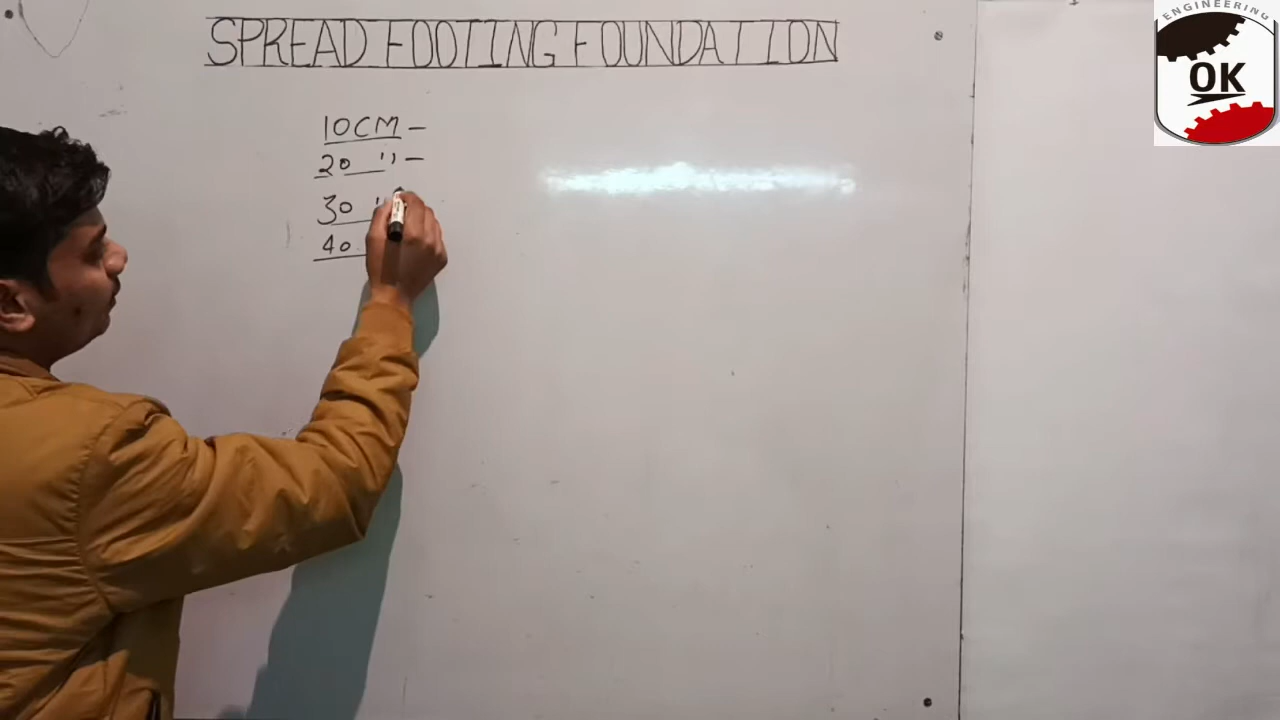 SPREAD FOOTING FOUNDATION
10CM -
20 " -
30 "
40
ENGINEERING
OK